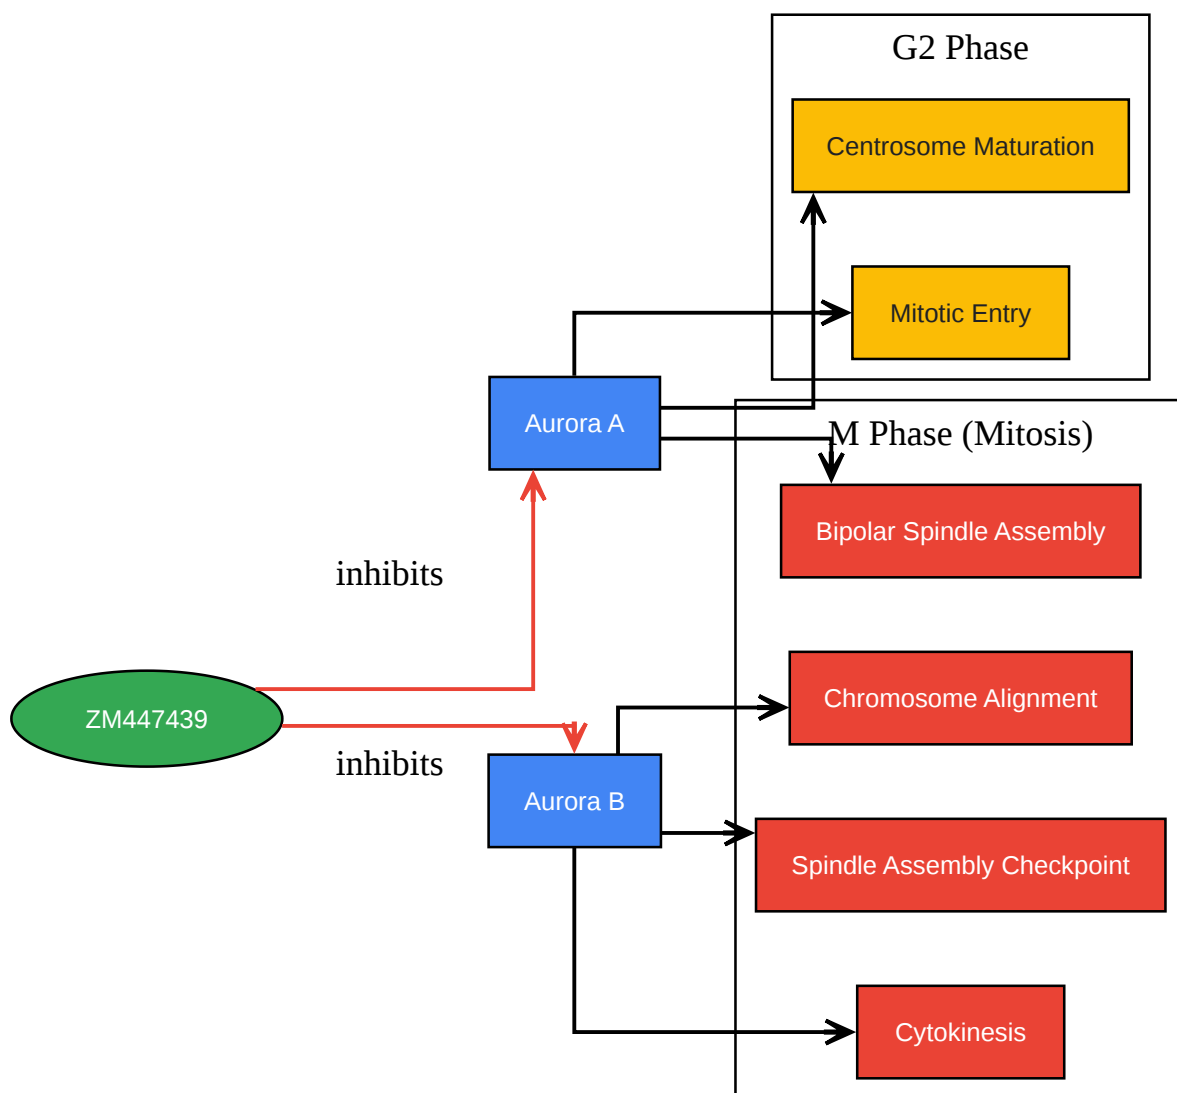 G2 Phase
Centrosome Maturation
Mitotic Entry
Aurora A
M Phase (Mitosis)
Bipolar Spindle Assembly
inhibits
Chromosome Alignment
ZM447439
inhibits
Aurora B
Spindle Assembly Checkpoint
Cytokinesis